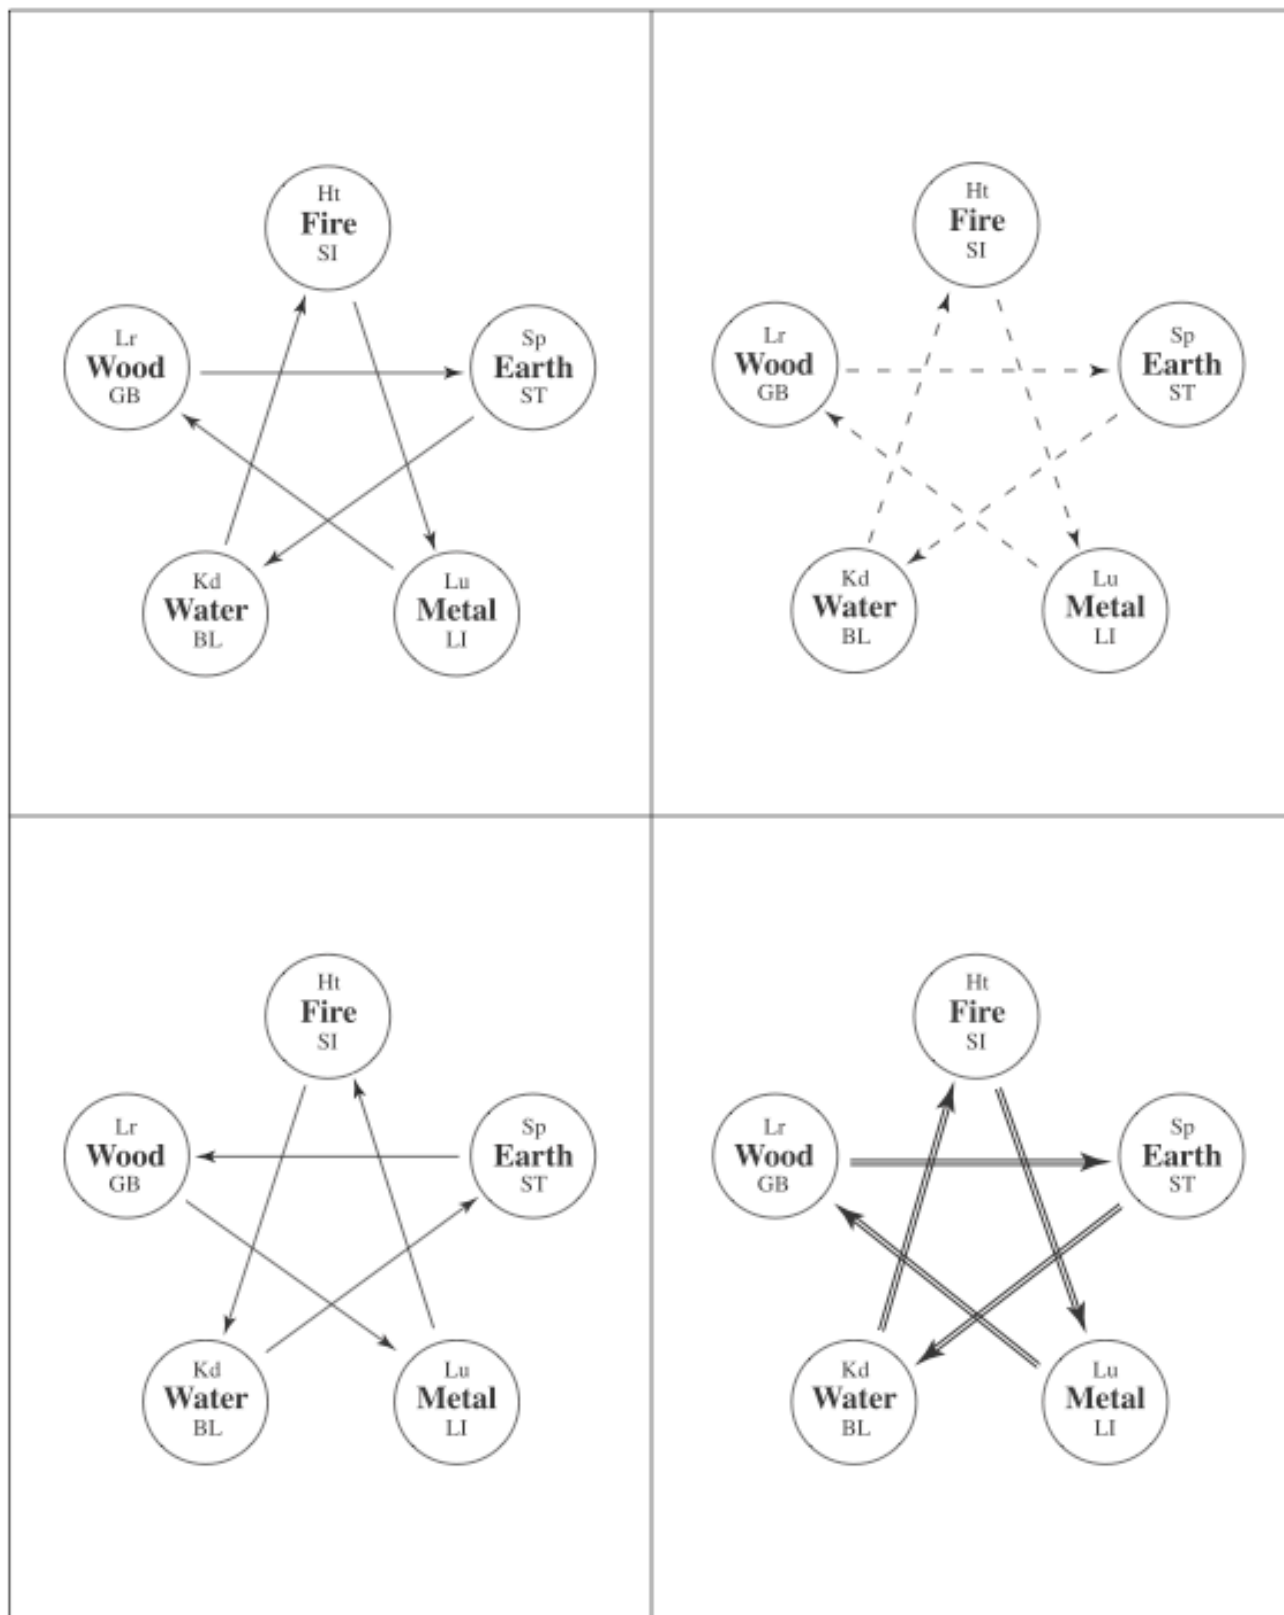 Ht
Fire
SI
Lr
Wood
GB
Sp
Earth
ST
Kd
Water
BL
Lu
Metal
LI
Ht
Fire
SI
Lr
Wood
GB
Sp
Earth
ST
Kd
Water
BL
Lu
Metal
LI
Ht
Fire
SI
Lr
Wood
GB
Sp
Earth
ST
Kd
Water
BL
Lu
Metal
LI
Ht
Fire
SI
Lr
Wood
GB
Sp
Earth
ST
Kd
Water
BL
Lu
Metal
LI